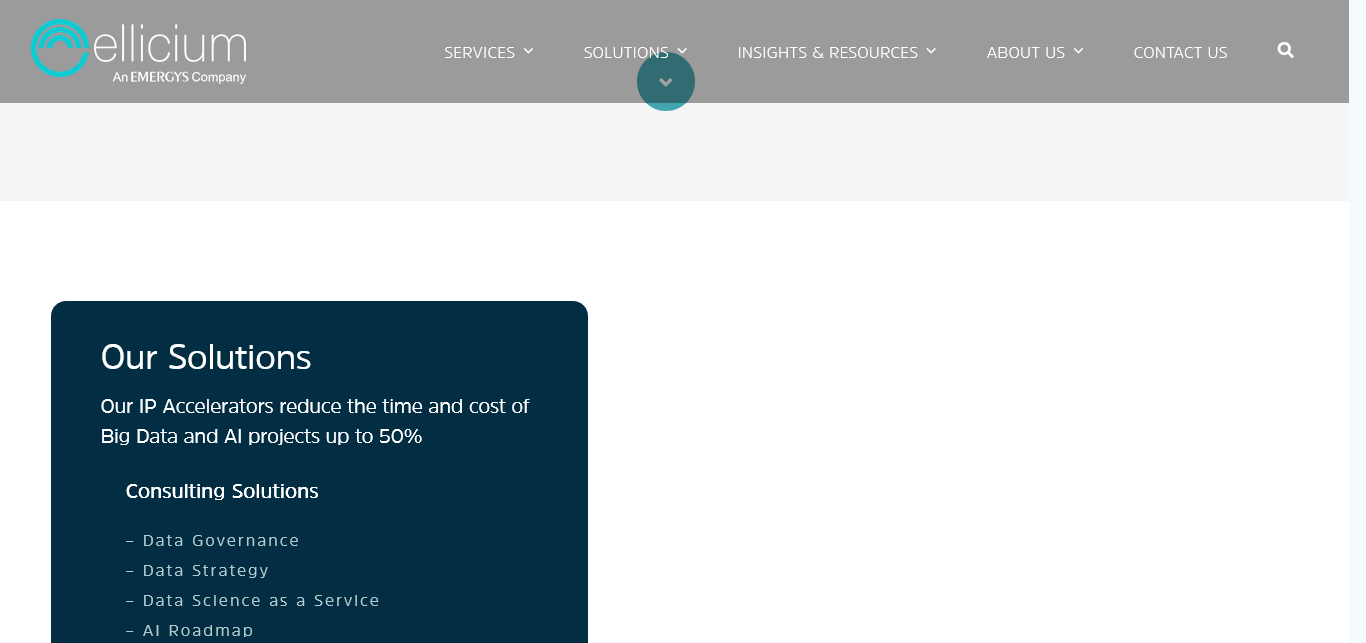 ellicium
An EMERGYS Company
SERVICES
SOLUTIONS
INSIGHTS & RESOURCES
ABOUT US
CONTACT US
Our Solutions
Our IP Accelerators reduce the time and cost of
Big Data and AI projects up to 50%
Consulting Solutions
– Data Governance
– Data Strategy
– Data Science as a Service
– AI Roadmap